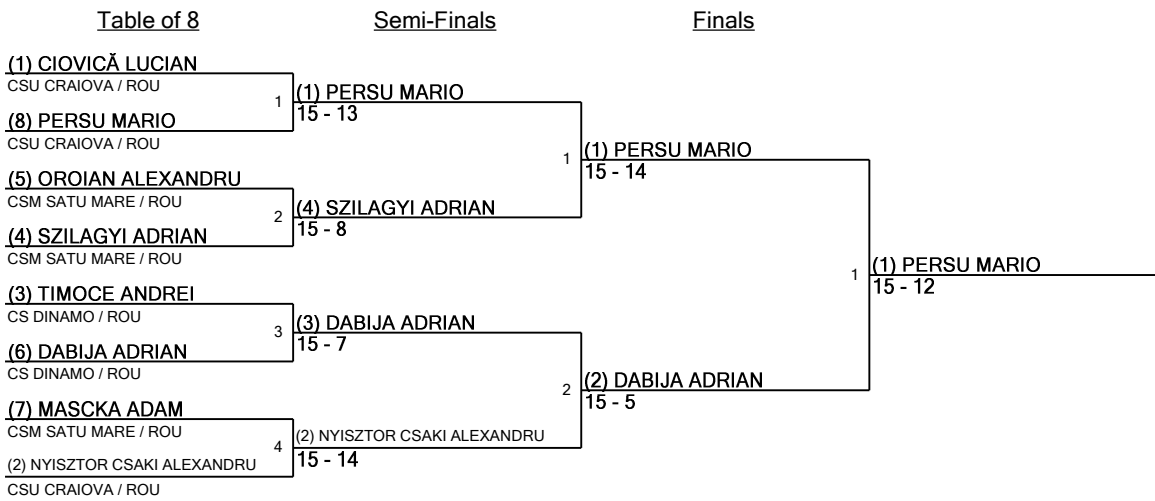 Table of 8
Semi-Finals
Finals
(1) CIOVICĂ LUCIAN
CSU CRAIOVA / ROU
(8) PERSU MARIO
CSU CRAIOVA / ROU
(5) OROIAN ALEXANDRU
CSM SATU MARE / ROU
(4) SZILAGYI ADRIAN
CSM SATU MARE / ROU
(3) TIMOCE ANDREI
CS DINAMO / ROU
(6) DABIJA ADRIAN
CS DINAMO / ROU
(7) MASCKA ADAM
CSM SATU MARE / ROU
(2) NYISZTOR CSAKI ALEXANDRU
CSU CRAIOVA / ROU
1
(1) PERSU MARIO
15 - 13
2
(4) SZILAGYI ADRIAN
15 - 8
3
(3) DABIJA ADRIAN
15 - 7
4
(2) NYISZTOR CSAKI ALEXANDRU
15 - 14
1
(1) PERSU MARIO
15 - 14
2
(2) DABIJA ADRIAN
15 - 5
1
(1) PERSU MARIO
15 - 12